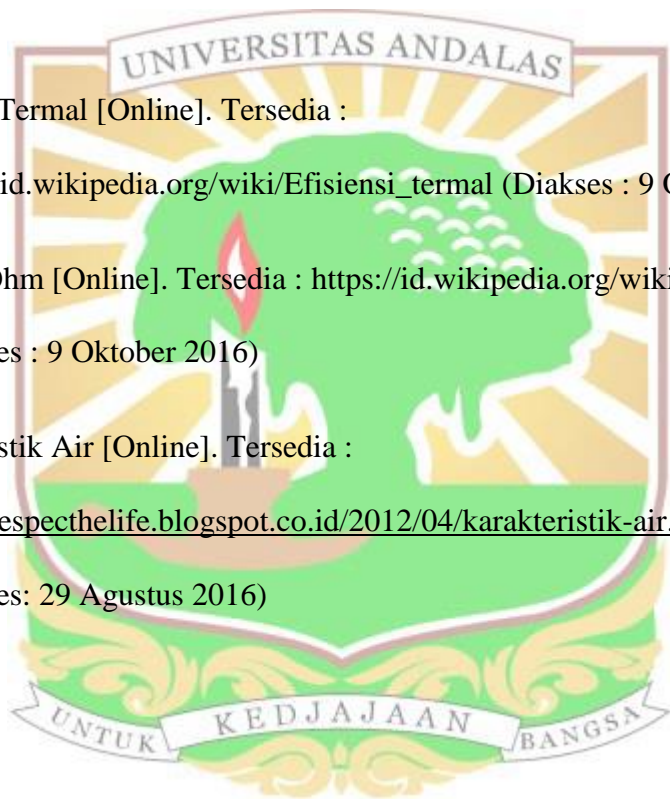 UNIVERSITAS ANDALAS
Termal [Online]. Tersedia :
id.wikipedia.org/wiki/Efisiensi_termal (Diakses : 9 O
hm [Online]. Tersedia : https://id.wikipedia.org/wiki
es : 9 Oktober 2016)
stik Air [Online]. Tersedia :
especthelife.blogspot.co.id/2012/04/karakteristik-air.
es: 29 Agustus 2016)
UNTUK KEDJAJAAN BANGSA